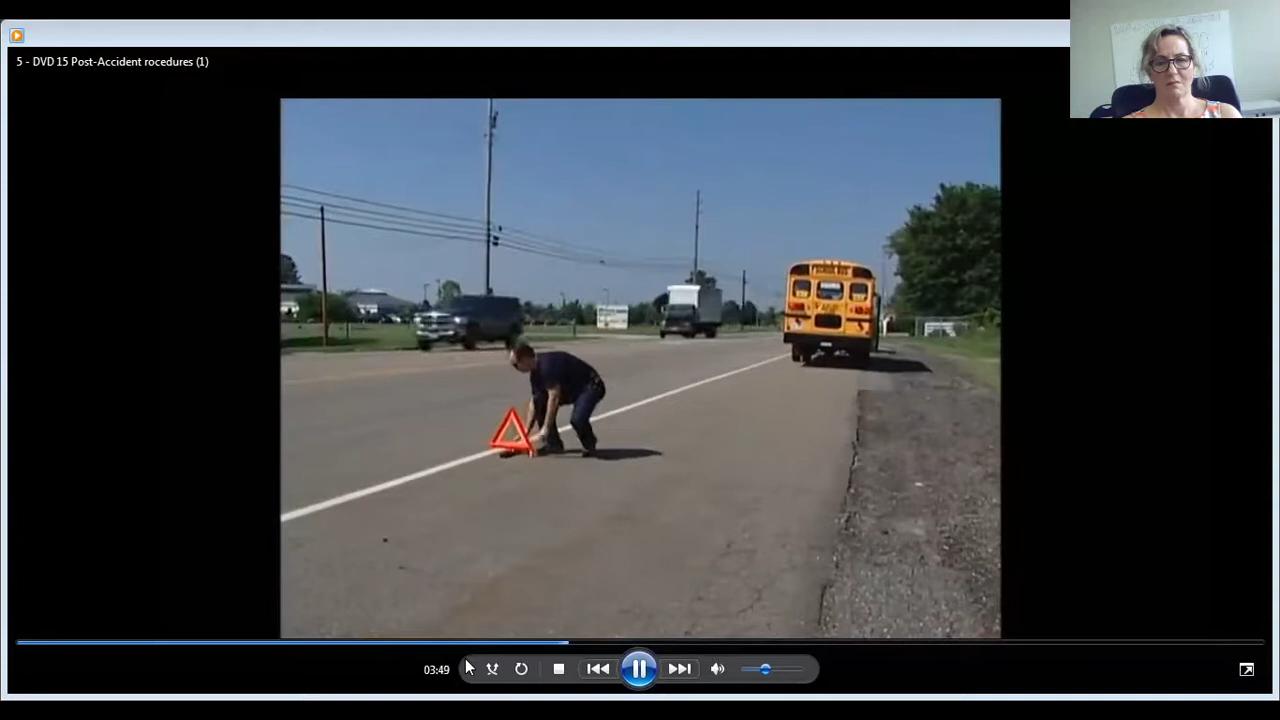 5 - DVD 15 Post-Accident rocedures (1)
SCHOOL BUS
03:49